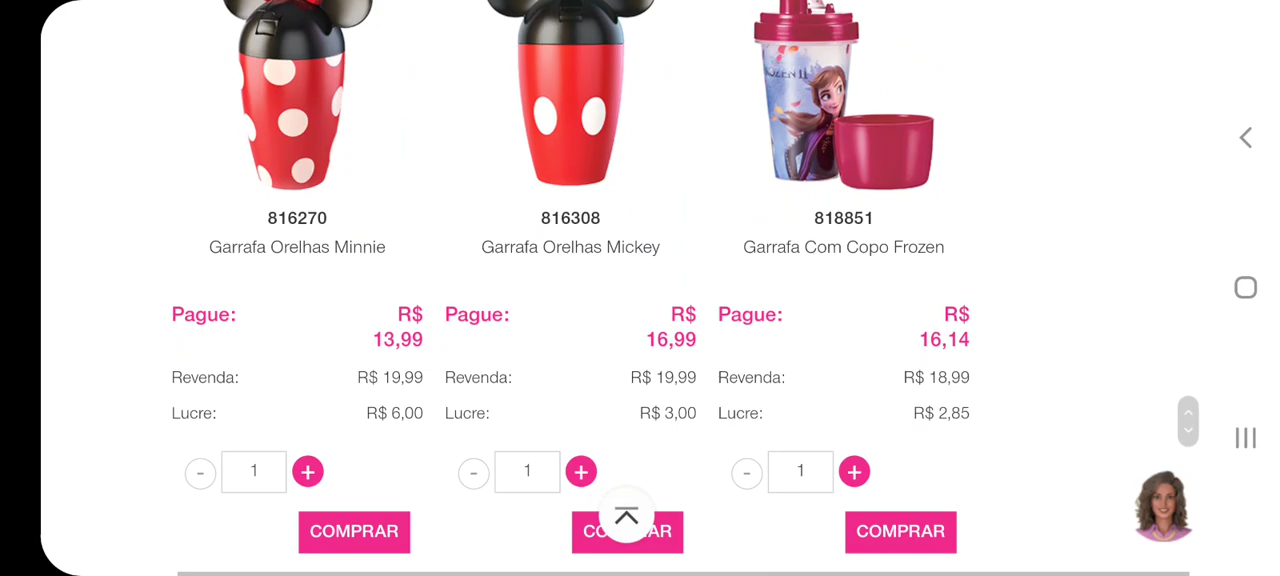 816270
Garrafa Orelhas Minnie
816308
Garrafa Orelhas Mickey
818851
Garrafa Com Copo Frozen
Pague: R$ 13,99
Revenda: R$ 19,99
Lucre: R$ 6,00
- 1 +
COMPRAR
Pague: R$ 16,99
Revenda: R$ 19,99
Lucre: R$ 3,00
- 1 +
Pague: R$ 16,14
Revenda: R$ 18,99
Lucre: R$ 2,85
- 1 +
COMPRAR